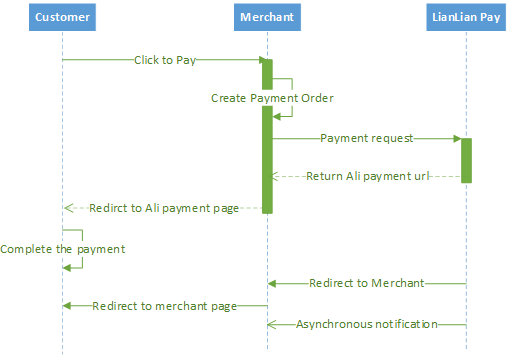 Customer
Merchant
LianLian Pay
Click to Pay
Create Payment Order
Payment request
Return Ali payment url
Redirct to Ali payment page
Complete the payment
Redirect to Merchant
Redirect to merchant page
Asynchronous notification